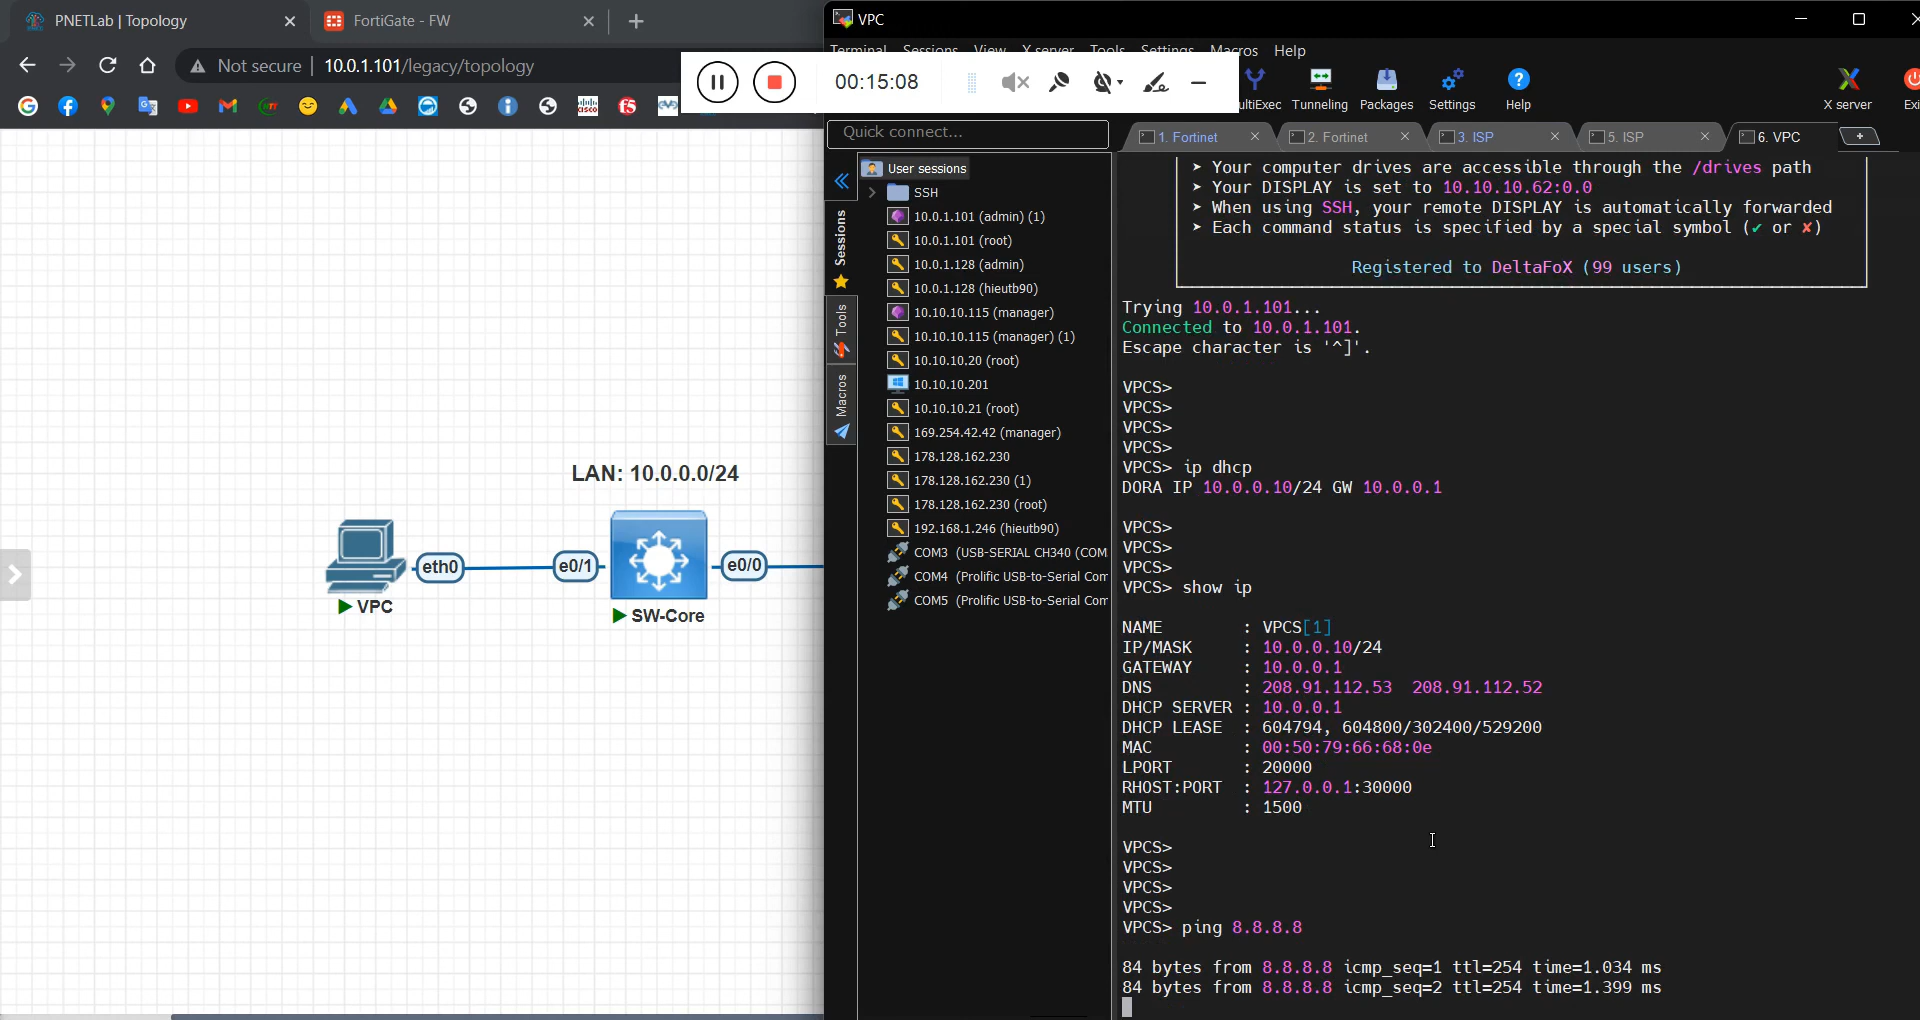 PNETLab | Topology
FortiGate - FW
Not secure
10.0.1.101/legacy/topology
VPC
Terminal Sessions View X server Tools Settings Macros Help
00:15:08
Tunneling Packages Settings Help
X server
Quick connect...
1. Fortinet
2. Fortinet
3. ISP
5. ISP
6. VPC
Sessions
Tools
Macros
User sessions
SSH
10.0.1.101 (admin) (1)
10.0.1.101 (root)
10.0.1.128 (admin)
10.0.1.128 (hieutb90)
10.10.10.115 (manager)
10.10.10.115 (manager) (1)
10.10.10.20 (root)
10.10.10.201
10.10.10.21 (root)
169.254.42.42 (manager)
178.128.162.230
178.128.162.230 (1)
178.128.162.230 (root)
192.168.1.246 (hieutb90)
COM3 (USB-SERIAL CH340 (COM
COM4 (Prolific USB-to-Serial Com
COM5 (Prolific USB-to-Serial Com
LAN: 10.0.0.0/24
eth0
e0/1
e0/0
VPC
SW-Core
➤ Your computer drives are accessible through the /drives path
➤ Your DISPLAY is set to 10.10.10.62:0.0
➤ When using SSH, your remote DISPLAY is automatically forwarded
➤ Each command status is specified by a special symbol (✔ or ✘)
Registered to DeltaFoX (99 users)
Trying 10.0.1.101...
Connected to 10.0.1.101.
Escape character is '^]'.
VPCS>
VPCS>
VPCS>
VPCS>
VPCS> ip dhcp
DORA IP 10.0.0.10/24 GW 10.0.0.1
VPCS>
VPCS>
VPCS>
VPCS> show ip
NAME : VPCS[1]
IP/MASK : 10.0.0.10/24
GATEWAY : 10.0.0.1
DNS : 208.91.112.53 208.91.112.52
DHCP SERVER : 10.0.0.1
DHCP LEASE : 604794, 604800/302400/529200
MAC : 00:50:79:66:68:0e
LPORT : 20000
RHOST:PORT : 127.0.0.1:30000
MTU : 1500
VPCS>
VPCS>
VPCS>
VPCS>
VPCS> ping 8.8.8.8
84 bytes from 8.8.8.8 icmp_seq=1 ttl=254 time=1.034 ms
84 bytes from 8.8.8.8 icmp_seq=2 ttl=254 time=1.399 ms